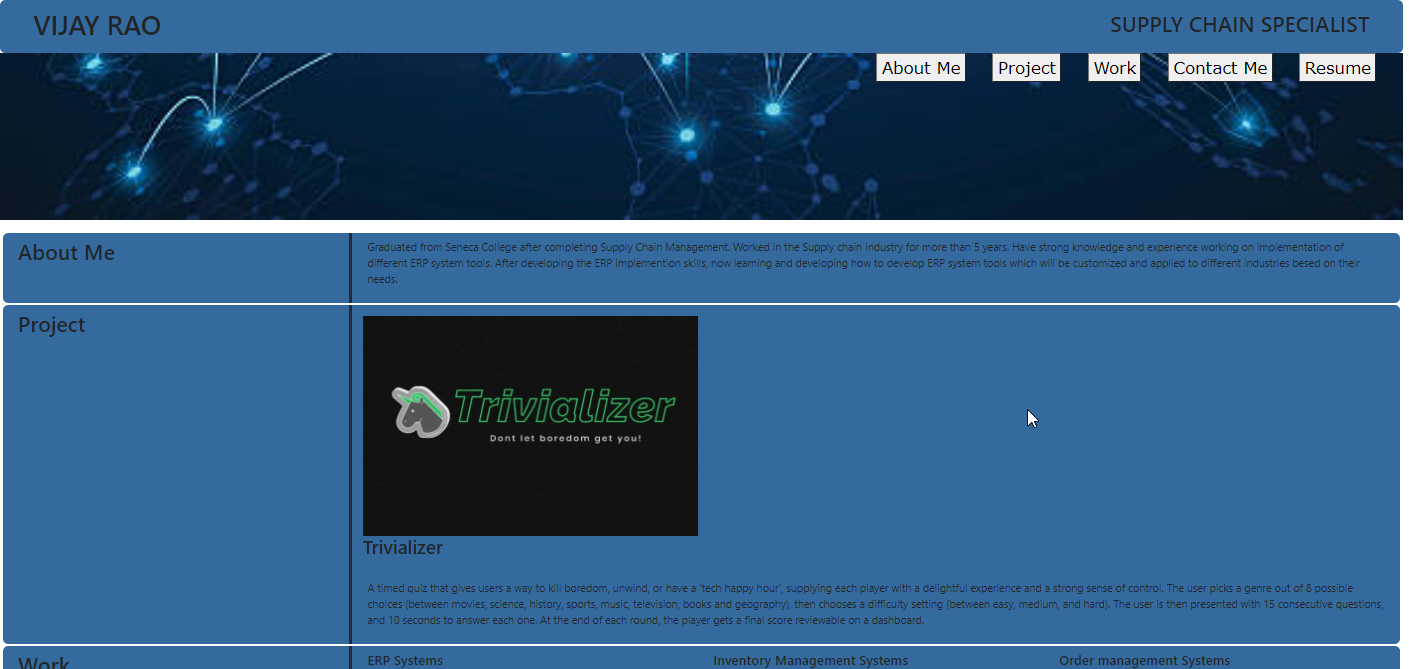 VIJAY RAO
SUPPLY CHAIN SPECIALIST
About Me
Project
Work
Contact Me
Resume
About Me
Graduated from Seneca College after completing Supply Chain Management. Worked in the Supply chain industry for more than 5 years. Have strong knowledge and experience working on implementation of
different ERP system tools. After developing the ERP implemention skills, now learning and developing how to develop ERP system tools which will be customized and applied to different industries besed on their
needs.
Project
Trivializer
Dont let boredom get you!
Trivializer
A timed quiz that gives users a way to kill boredom, unwind, or have a 'tech happy hour', supplying each player with a delightful experience and a strong sense of control. The user picks a genre out of 8 possible
choices (between movies, science, history, sports, music, television, books and geography), then chooses a difficulty setting (between easy, medium, and hard). The user is then presented with 15 consecutive questions,
and 10 seconds to answer each one. At the end of each round, the player gets a final score reviewable on a dashboard.
Work
ERP Systems
Inventory Management Systems
Order management Systems